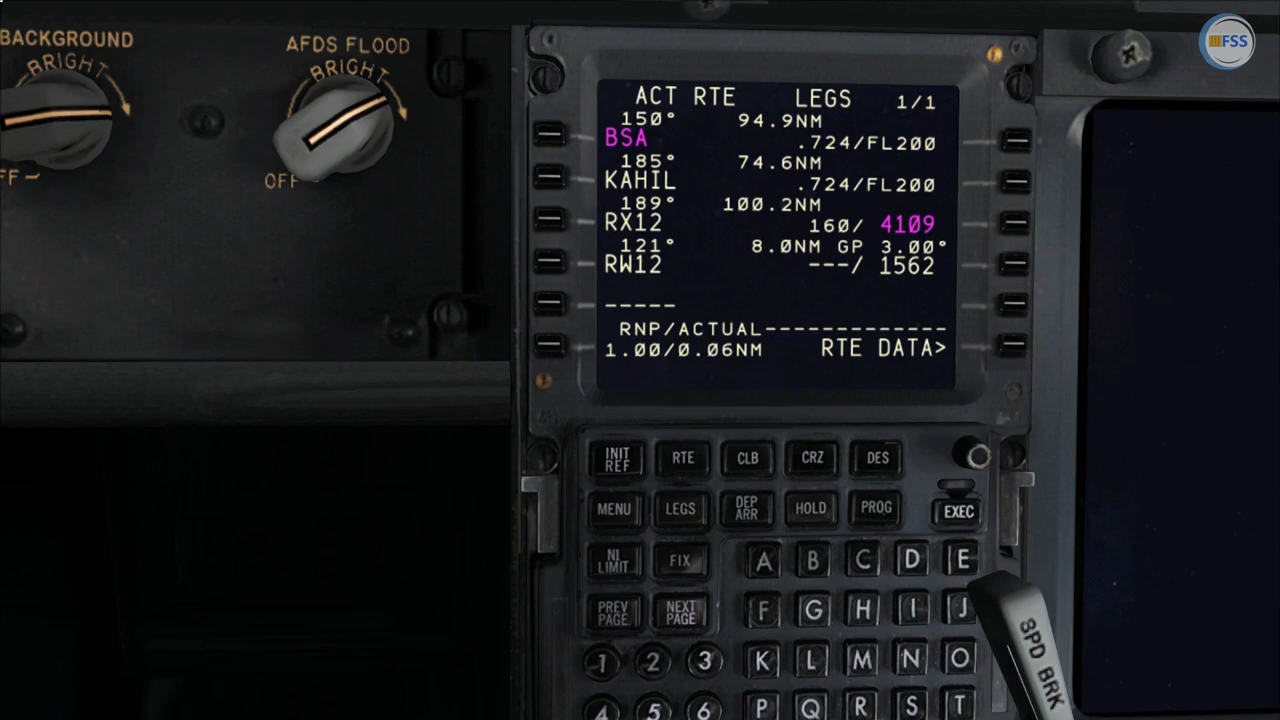 BACKGROUND
BRIGHT
FF
AFDS FLOOD
BRIGHT
OFF
FSS
ACT RTE LEGS 1/1
150° 94.9NM
BSA .724/FL200
185° 74.6NM
KAHIL .724/FL200
189° 100.2NM
RX12 160/ 4109
121° 8.0NM GP 3.00°
RW12 ---/ 1562
-----
RNP/ACTUAL-------------
1.00/0.06NM RTE DATA>
INIT REF
RTE
CLB
CRZ
DES
MENU
LEGS
DEP ARR
HOLD
PROG
EXEC
N1 LIMIT
FIX
PREV PAGE
NEXT PAGE
A B C D E
F G H I J
1 2 3 K L M N O
4 5 6 P Q R S T
SPD BRK